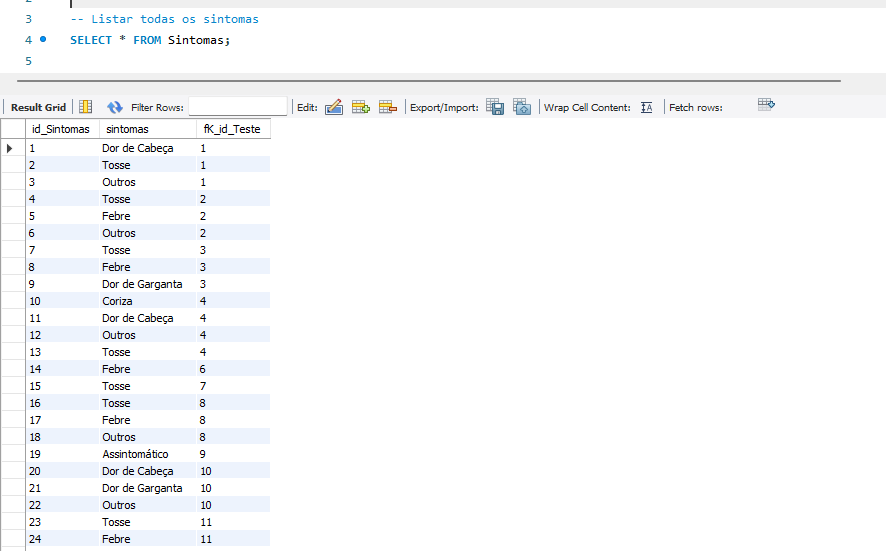 3 -- Listar todas os sintomas
4 SELECT * FROM Sintomas;
5
Result Grid Filter Rows: Edit: Export/Import: Wrap Cell Content: Fetch rows:
id_Sintomas sintomas fK_id_Teste
1 Dor de Cabeça 1
2 Tosse 1
3 Outros 1
4 Tosse 2
5 Febre 2
6 Outros 2
7 Tosse 3
8 Febre 3
9 Dor de Garganta 3
10 Coriza 4
11 Dor de Cabeça 4
12 Outros 4
13 Tosse 4
14 Febre 6
15 Tosse 7
16 Tosse 8
17 Febre 8
18 Outros 8
19 Assintomático 9
20 Dor de Cabeça 10
21 Dor de Garganta 10
22 Outros 10
23 Tosse 11
24 Febre 11